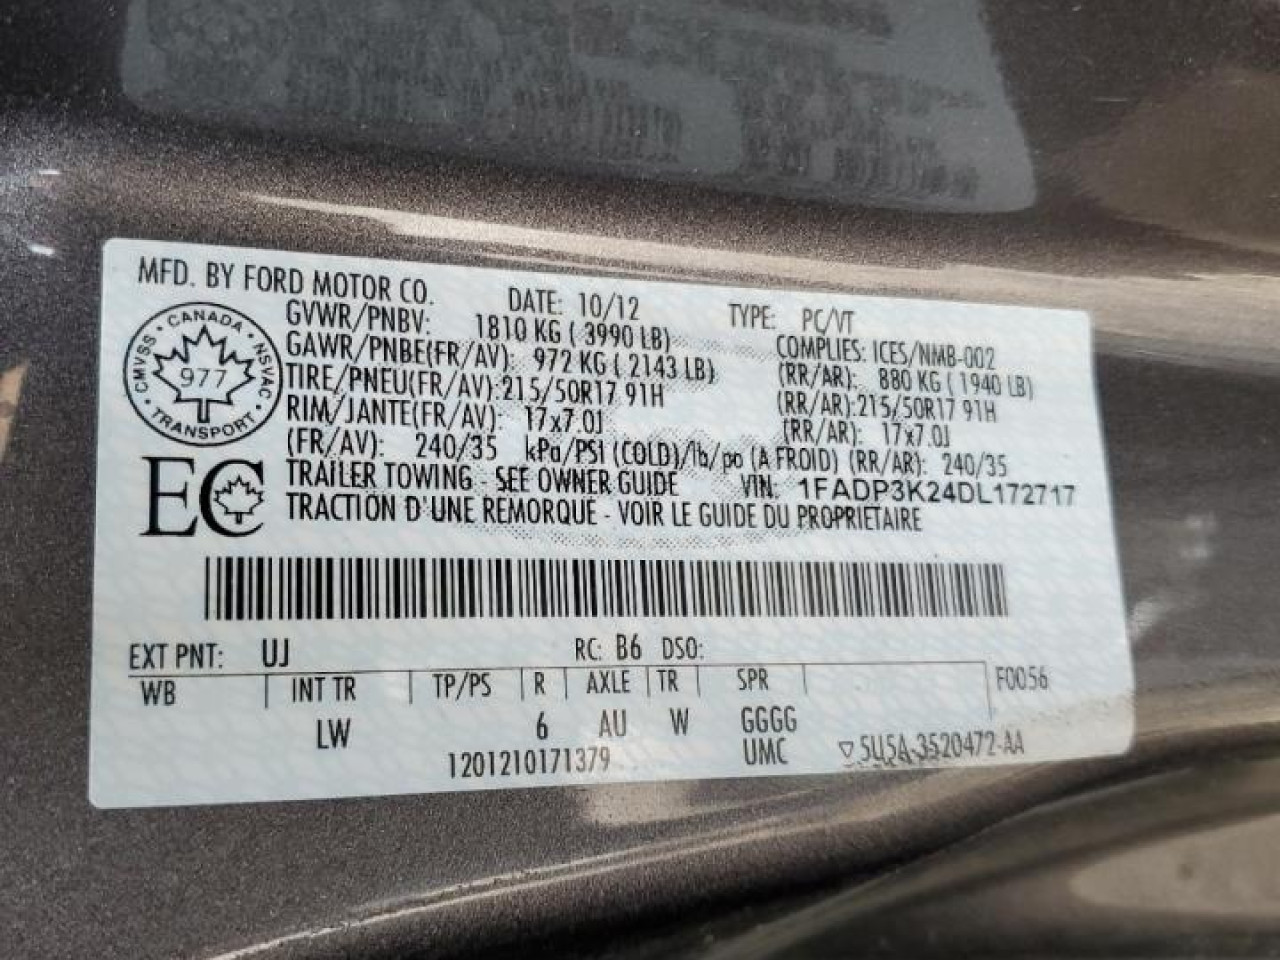 MFD. BY FORD MOTOR CO. DATE: 10/12 TYPE: PC/VT
GVWR/PNBV: 1810 KG ( 3990 LB) COMPLIES: ICES/NMB-002
GAWR/PNBE(FR/AV): 972 KG ( 2143 LB) (RR/AR): 880 KG ( 1940 LB)
TIRE/PNEU(FR/AV): 215/50R17 91H (RR/AR): 215/50R17 91H
RIM/JANTE(FR/AV): 17x7.0J (RR/AR): 17x7.0J
(FR/AV): 240/35 kPa/PSI (COLD)/lb/po (A FROID) (RR/AR): 240/35
TRAILER TOWING - SEE OWNER GUIDE VIN: 1FADP3K24DL172717
TRACTION D'UNE REMORQUE - VOIR LE GUIDE DU PROPRIETAIRE
CANADA
CMVSS 977 NSVAC
TRANSPORT
EC
EXT PNT: UJ RC: B6 DSO:
WB INT TR TP/PS R AXLE TR SPR F0056
LW 6 AU W GGGG
1201210171379 UMC ▽ 5U5A-3520472-AA